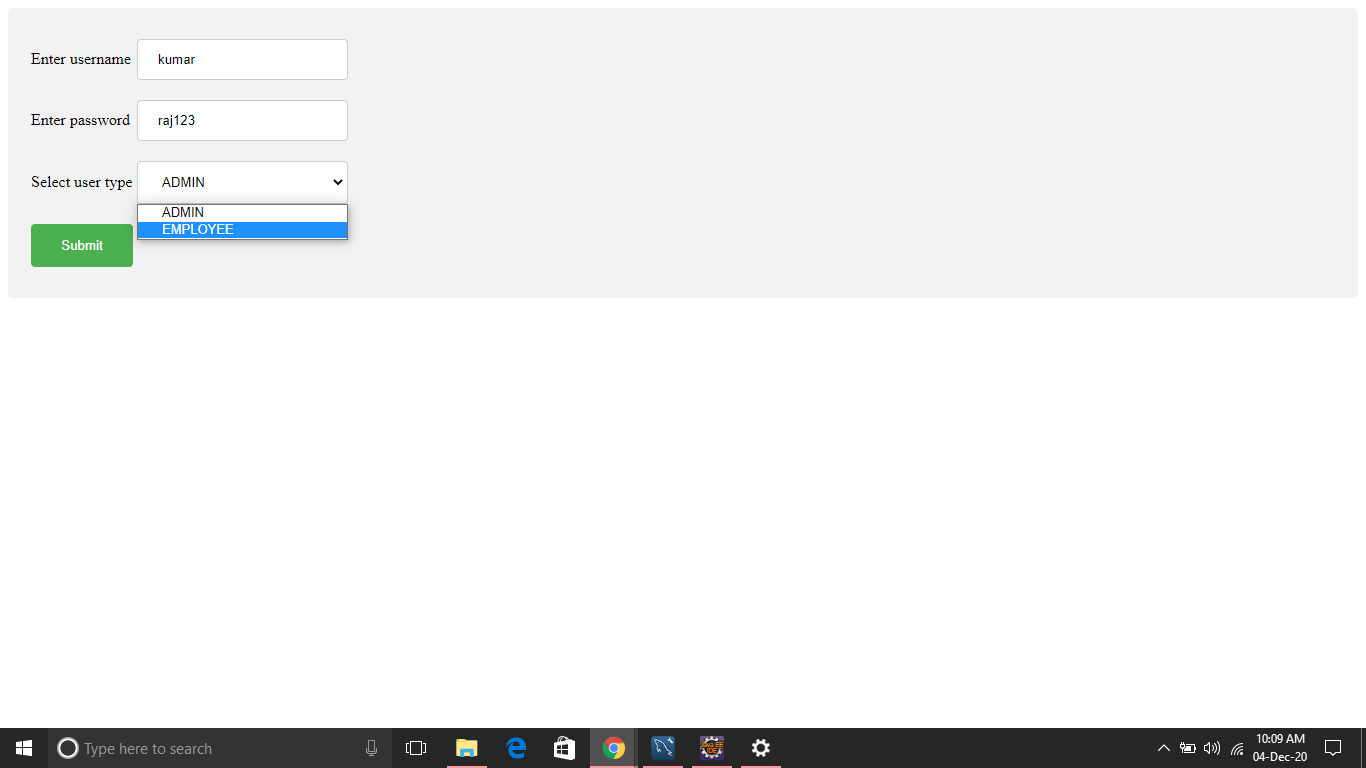 Enter username kumar
Enter password raj123
Select user type ADMIN
ADMIN
EMPLOYEE
Submit
Type here to search
10:09 AM
04-Dec-20